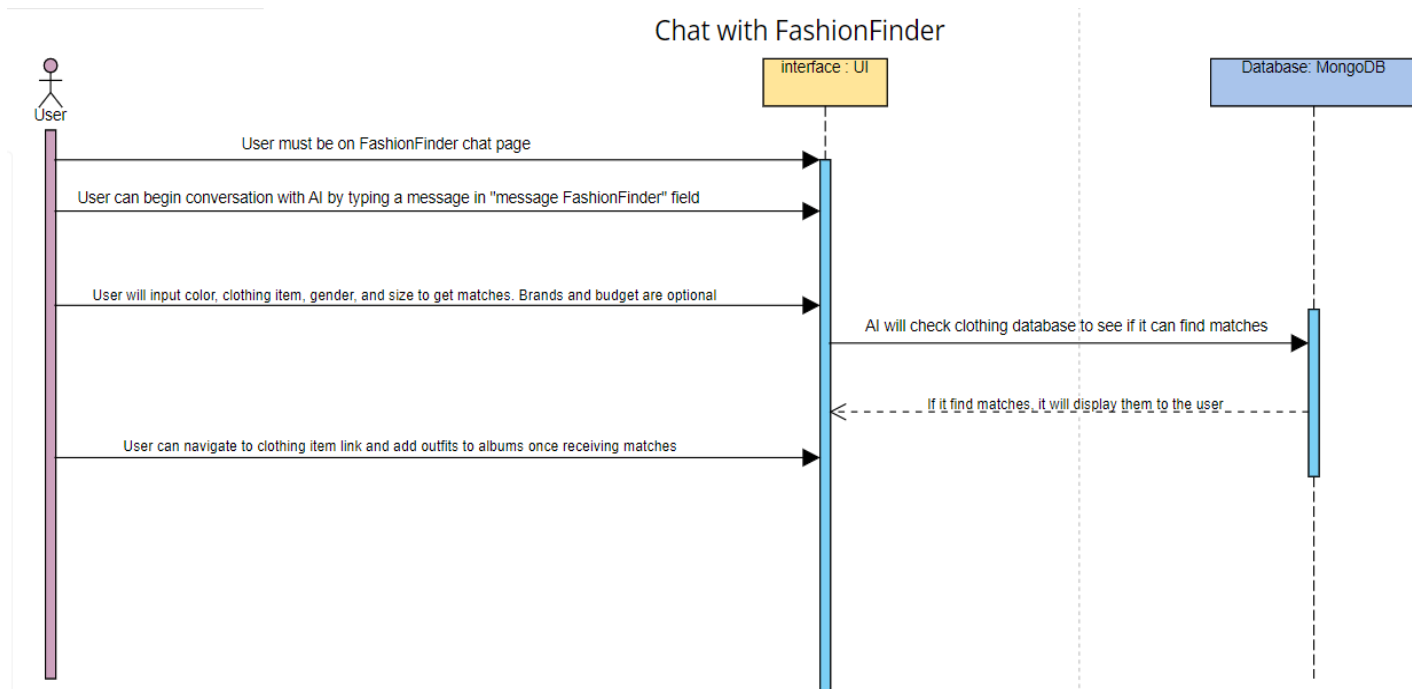 Chat with FashionFinder
interface : UI
Database: MongoDB
User
User must be on FashionFinder chat page
User can begin conversation with AI by typing a message in "message FashionFinder" field
User will input color, clothing item, gender, and size to get matches. Brands and budget are optional
AI will check clothing database to see if it can find matches
If it find matches, it will display them to the user
User can navigate to clothing item link and add outfits to albums once receiving matches